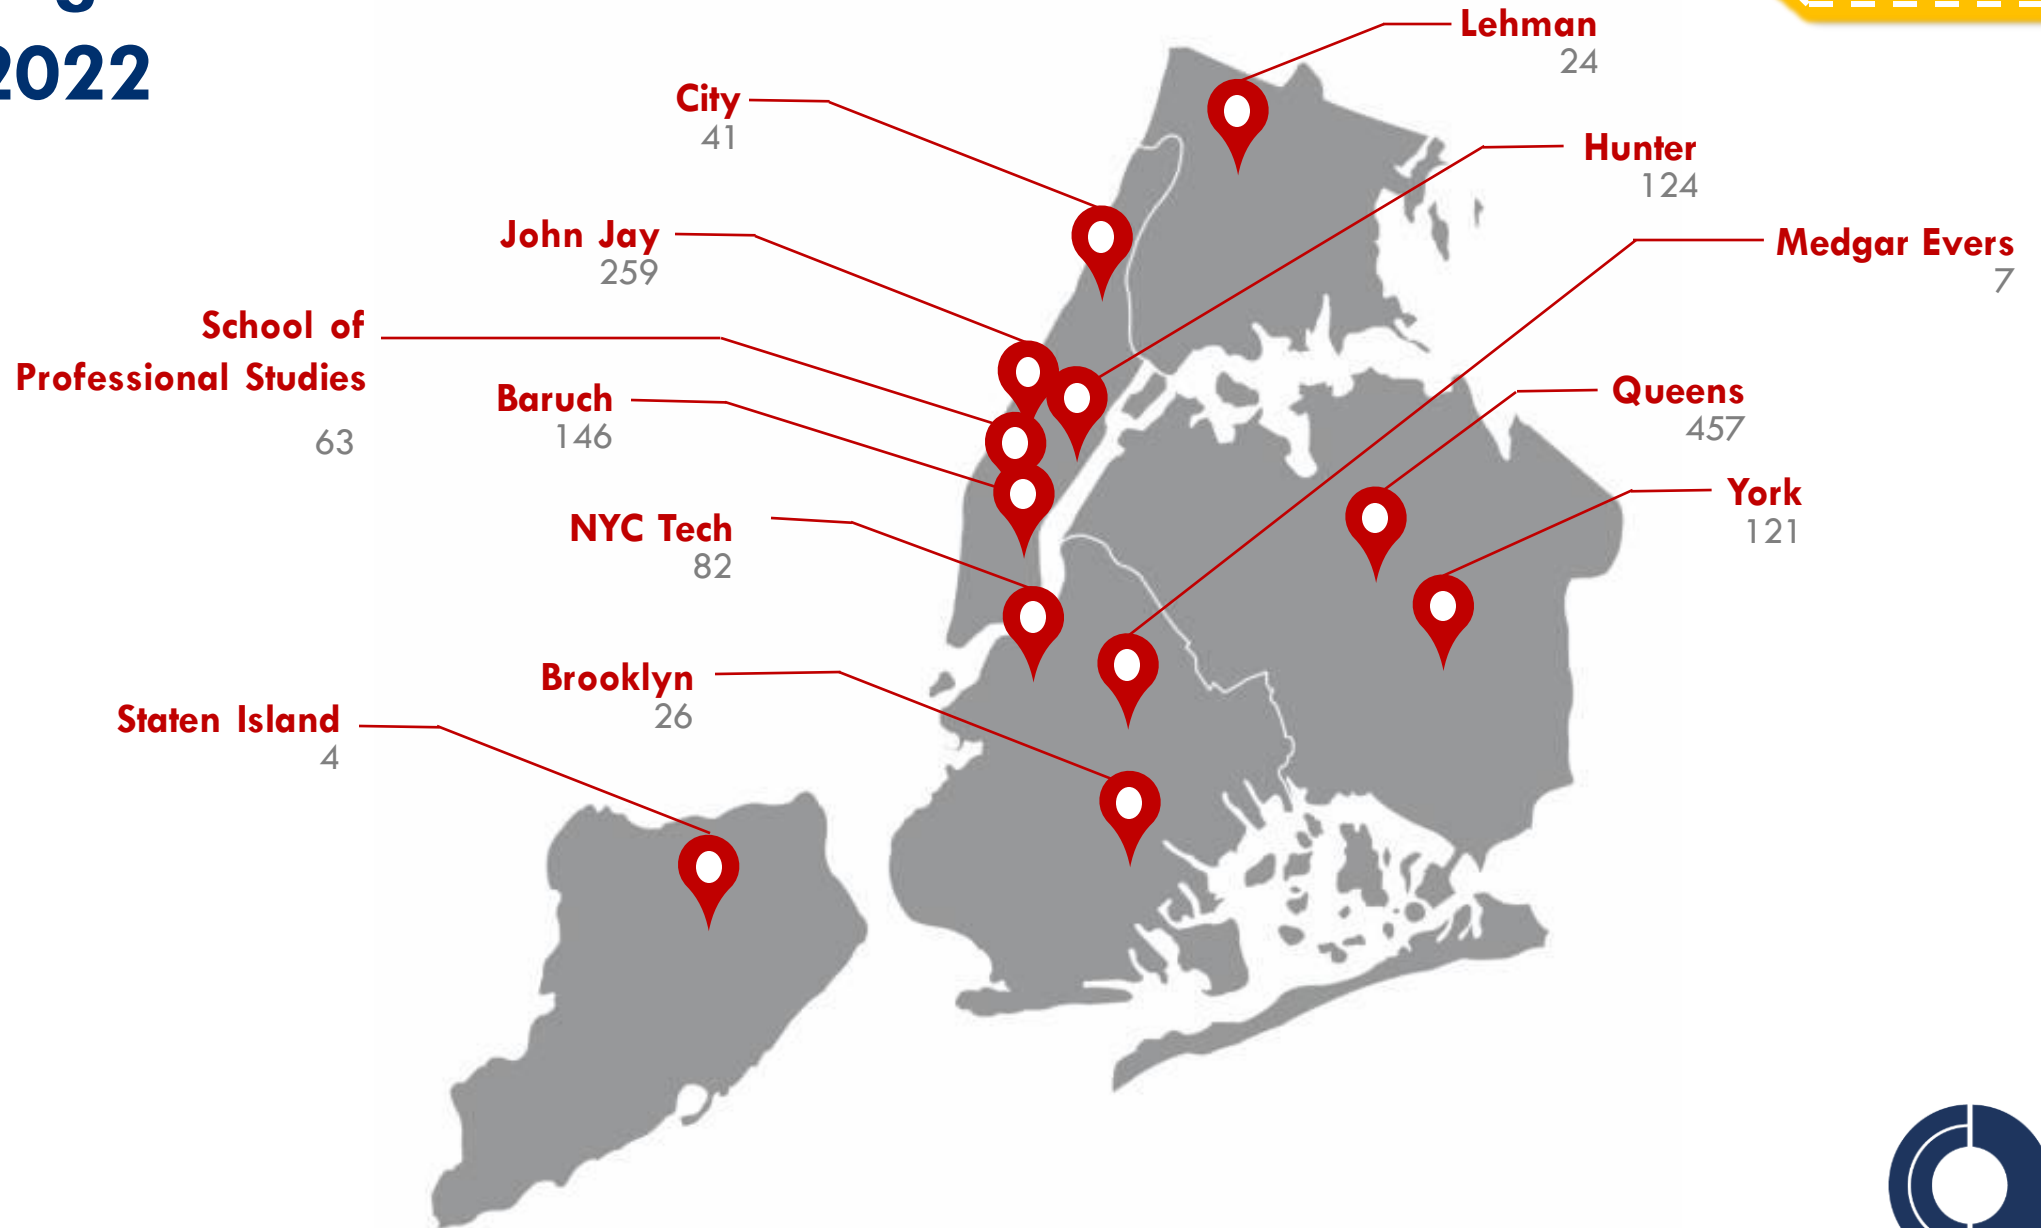 2022
Lehman
24
City
41
Hunter
124
John Jay
259
Medgar Evers
7
School of
Professional Studies
63
Baruch
146
Queens
457
York
121
NYC Tech
82
Brooklyn
26
Staten Island
4